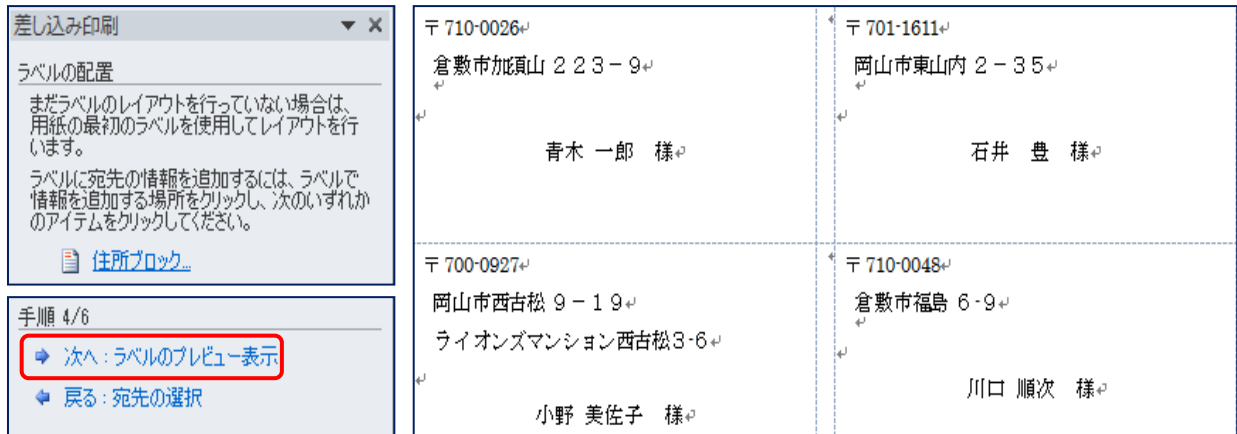 差し込み印刷
ラベルの配置
まだラベルのレイアウトを行っていない場合は、
用紙の最初のラベルを使用してレイアウトを行
います。
ラベルに宛先の情報を追加するには、ラベルで
情報を追加する場所をクリックし、次のいずれか
のアイテムをクリックしてください。
住所ブロック...
手順 4/6
次へ：ラベルのプレビュー表示
戻る：宛先の選択
〒710-0026
倉敷市加須山２２３－９
青木 一郎　様
〒701-1611
岡山市東山内２－３５
石井　豊　様
〒700-0927
岡山市西古松９－１９
ライオンズマンション西古松3-6
小野 美佐子　様
〒710-0048
倉敷市福島 6-9
川口 順次　様